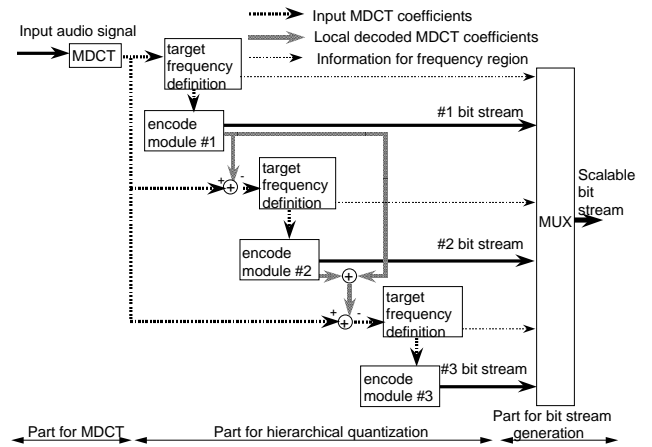 Input MDCT coefficients
Local decoded MDCT coefficients
Information for frequency region
Input audio signal
MDCT
target
frequency
definition
#1 bit stream
encode
module #1
+
-
+
target
frequency
definition
Scalable
bit
stream
MUX
#2 bit stream
encode
module #2
+
+
-
+
target
frequency
definition
#3 bit stream
encode
module #3
Part for MDCT
Part for hierarchical quantization
Part for bit stream
generation